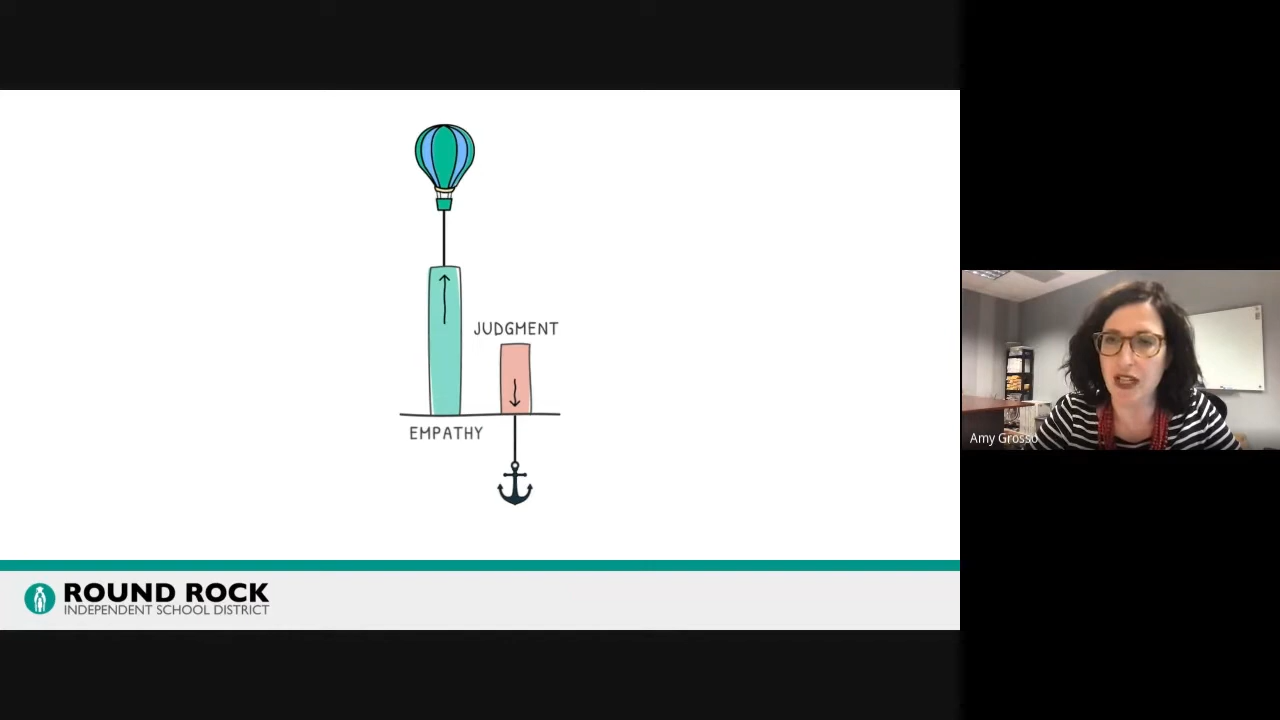 JUDGMENT
EMPATHY
Amy Grosso
ROUND ROCK
INDEPENDENT SCHOOL DISTRICT